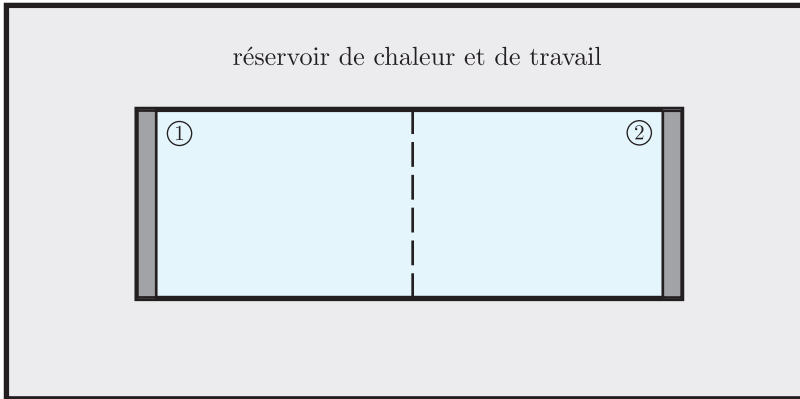 réservoir de chaleur et de travail
① ②